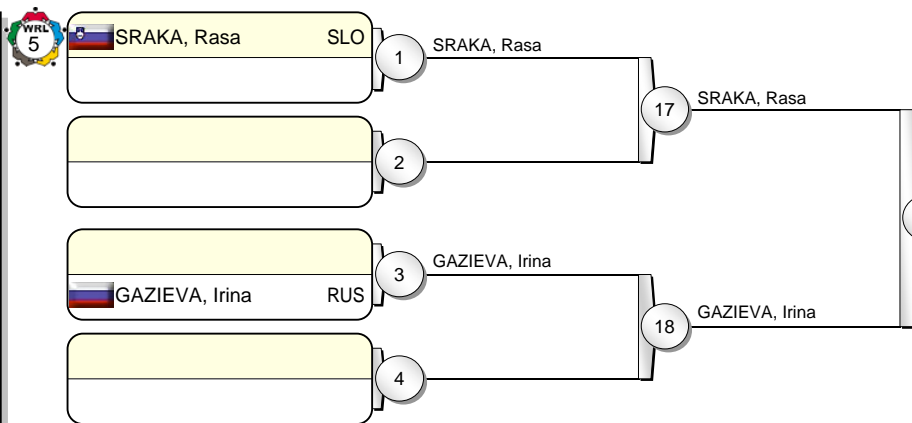 WRL
5
SRAKA, Rasa SLO
1
SRAKA, Rasa
17
SRAKA, Rasa
2
3
GAZIEVA, Irina
GAZIEVA, Irina RUS
18
GAZIEVA, Irina
4